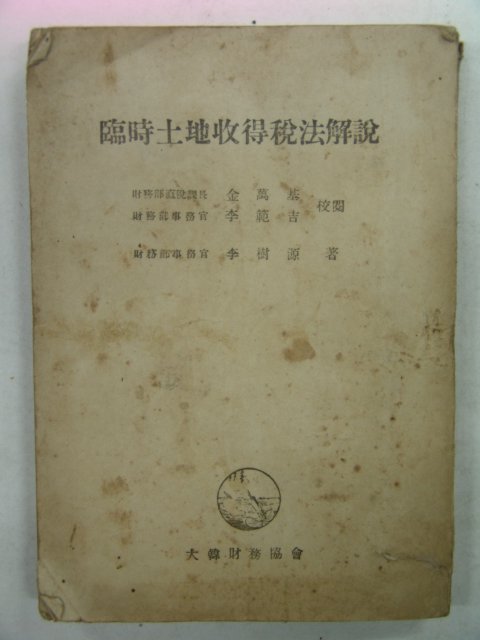 臨時土地收得稅法解說
財務部直稅課長 金萬基 校閱
財務部事務官 李範吉
財務部事務官 李樹源 著
大韓財務協會